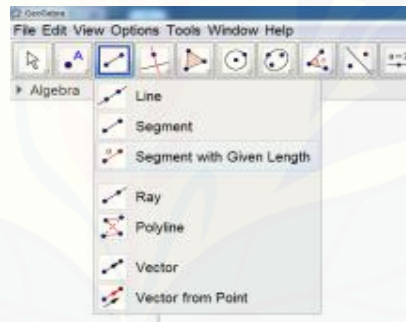 GeoGebra
File Edit View Options Tools Window Help
A
a=2
Algebra
Line
Segment
Segment with Given Length
Ray
Polyline
Vector
Vector from Point